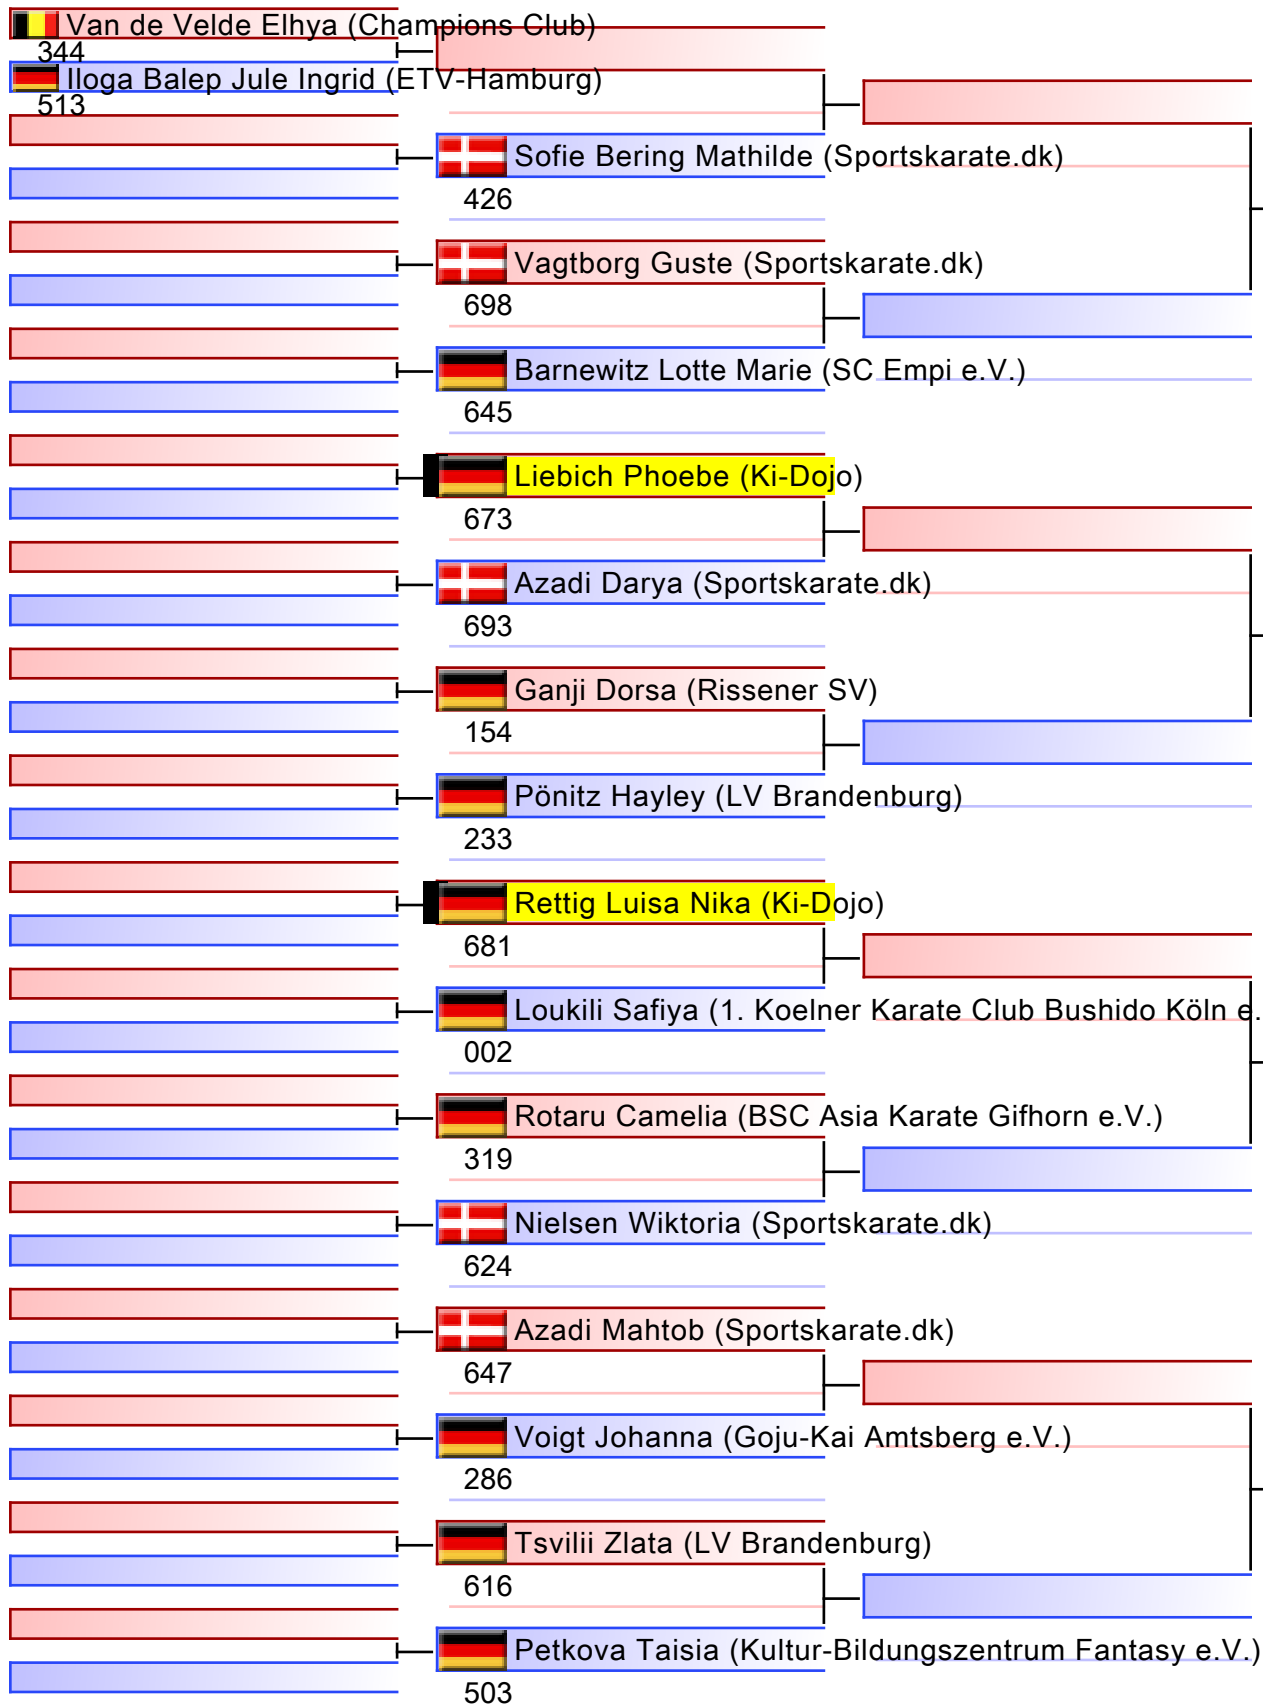 Van de Velde Elhya (Champions Club)
344
Iloga Balep Jule Ingrid (ETV-Hamburg)
513
Sofie Bering Mathilde (Sportskarate.dk)
426
Vagtborg Guste (Sportskarate.dk)
698
Barnewitz Lotte Marie (SC Empi e.V.)
645
Liebich Phoebe (Ki-Dojo)
673
Azadi Darya (Sportskarate.dk)
693
Ganji Dorsa (Rissener SV)
154
Pönitz Hayley (LV Brandenburg)
233
Rettig Luisa Nika (Ki-Dojo)
681
Loukili Safiya (1. Koelner Karate Club Bushido Köln e.
002
Rotaru Camelia (BSC Asia Karate Gifhorn e.V.)
319
Nielsen Wiktoria (Sportskarate.dk)
624
Azadi Mahtob (Sportskarate.dk)
647
Voigt Johanna (Goju-Kai Amtsberg e.V.)
286
Tsvilii Zlata (LV Brandenburg)
616
Petkova Taisia (Kultur-Bildungszentrum Fantasy e.V.)
503